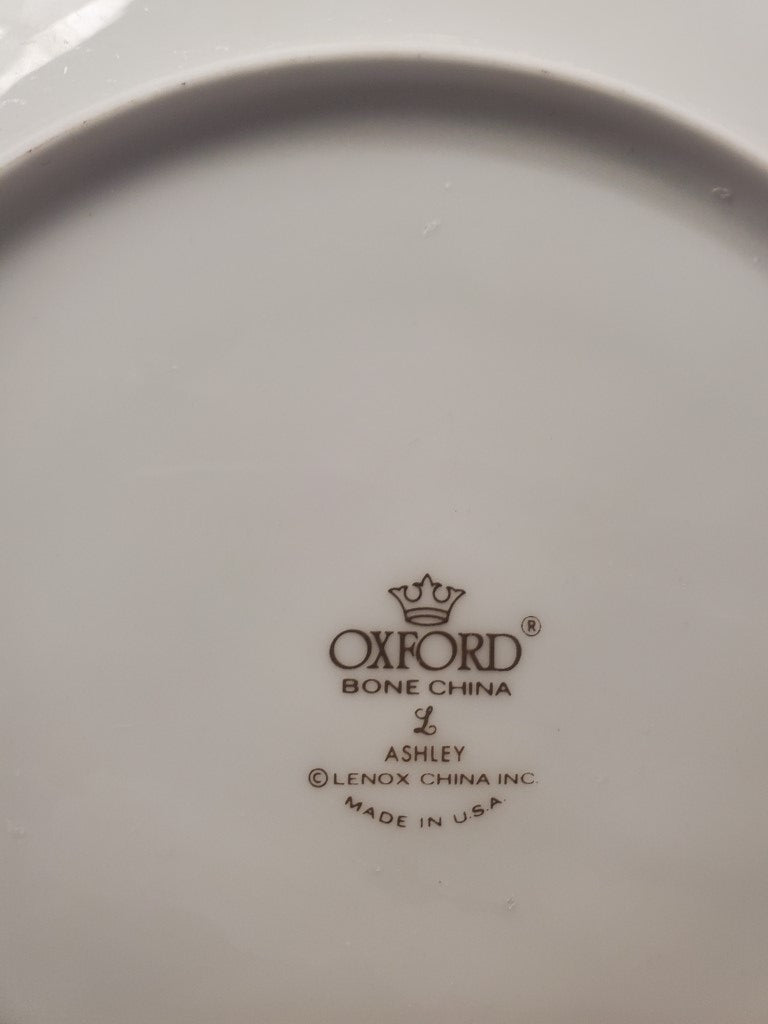 OXFORD®
BONE CHINA
L
ASHLEY
© LENOX CHINA INC.
MADE IN U.S.A.